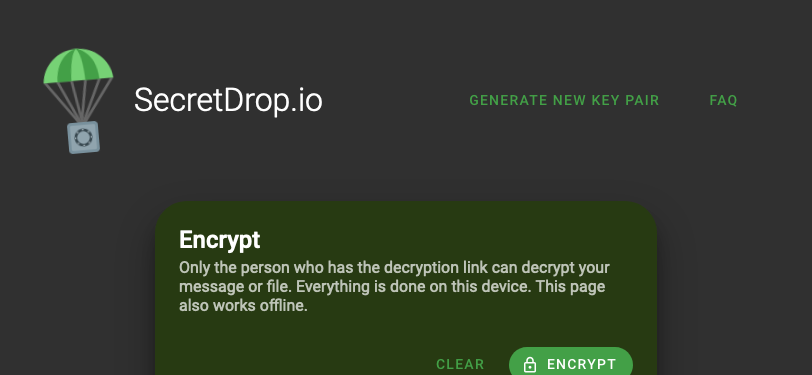 SecretDrop.io
GENERATE NEW KEY PAIR
FAQ
Encrypt
Only the person who has the decryption link can decrypt your
message or file. Everything is done on this device. This page
also works offline.
CLEAR
ENCRYPT